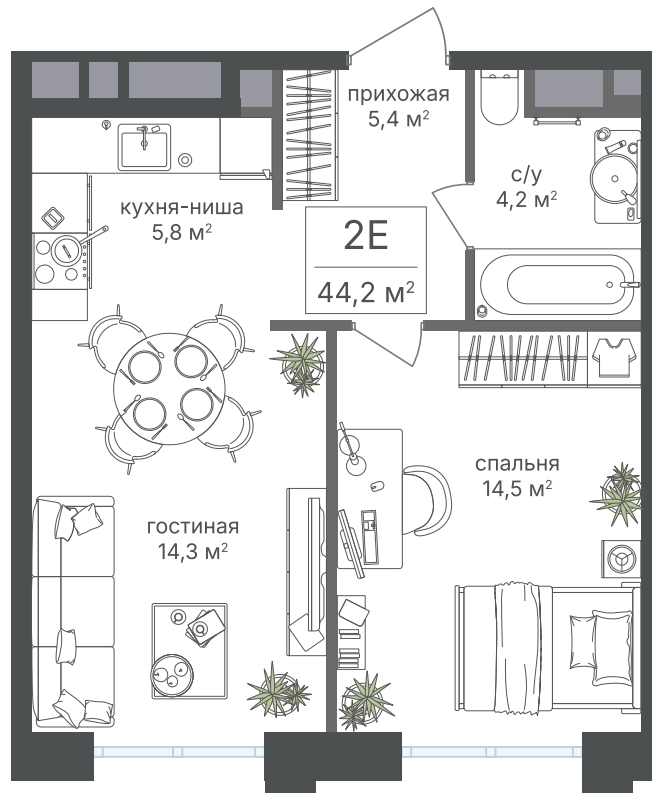 прихожая
5,4 м²
с/у
4,2 м²
кухня-ниша
5,8 м²
2Е
44,2 м²
спальня
14,5 м²
гостиная
14,3 м²